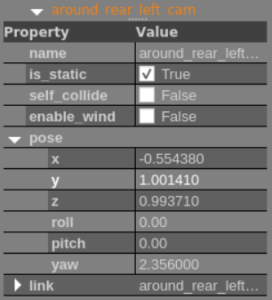 around_rear_left_cam
Property Value
name around_rear_left...
is_static True
self_collide False
enable_wind False
pose
x -0.554380
y 1.001410
z 0.993710
roll 0.00
pitch 0.00
yaw 2.356000
link around_rear_left...